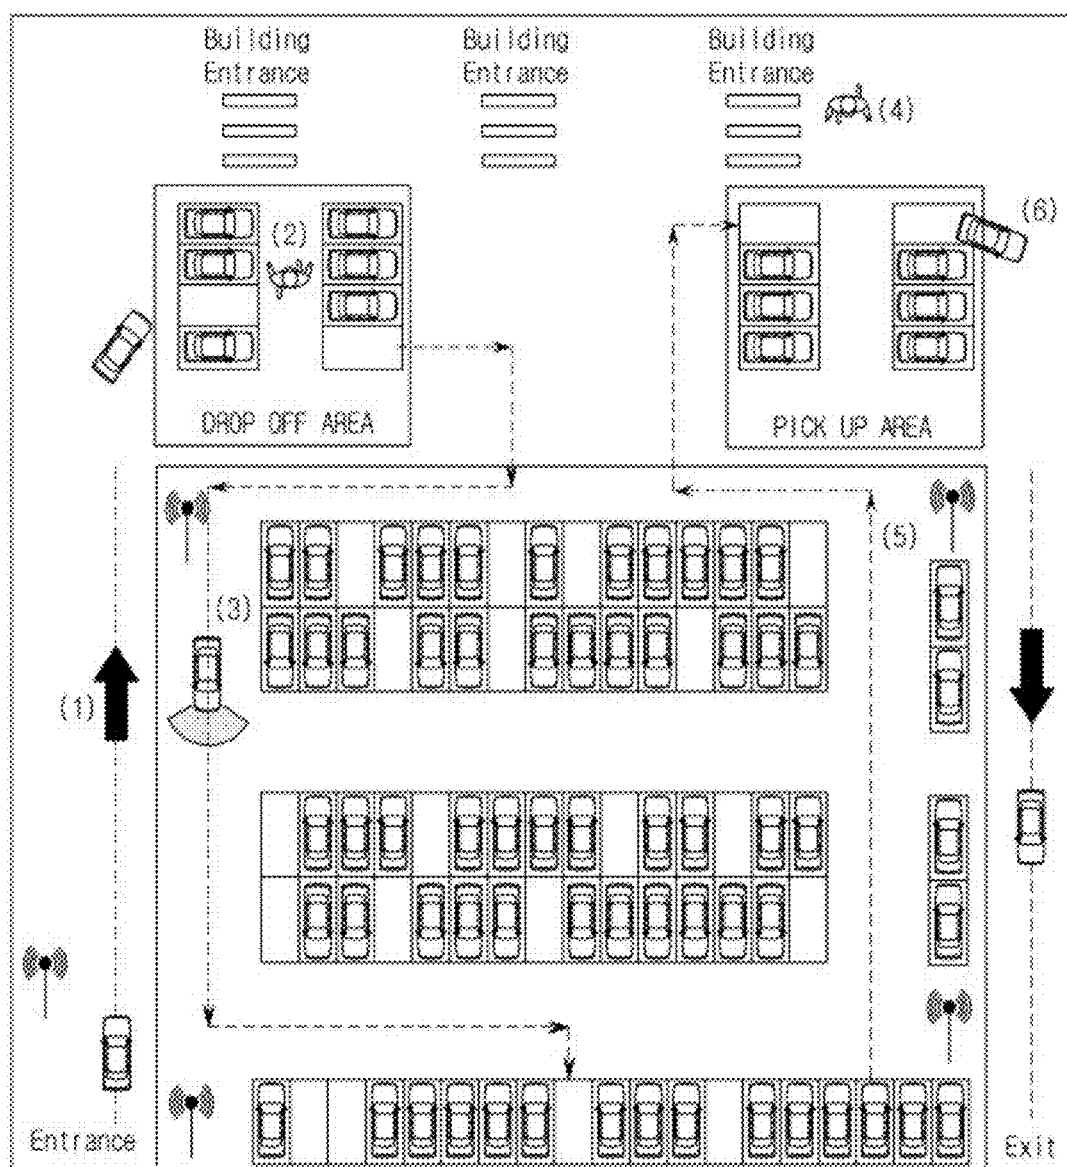 Building
Entrance
Building
Entrance
Building
Entrance
(4)
(2)
(6)
DROP OFF AREA
PICK UP AREA
(5)
(3)
(1)
Entrance
Exit